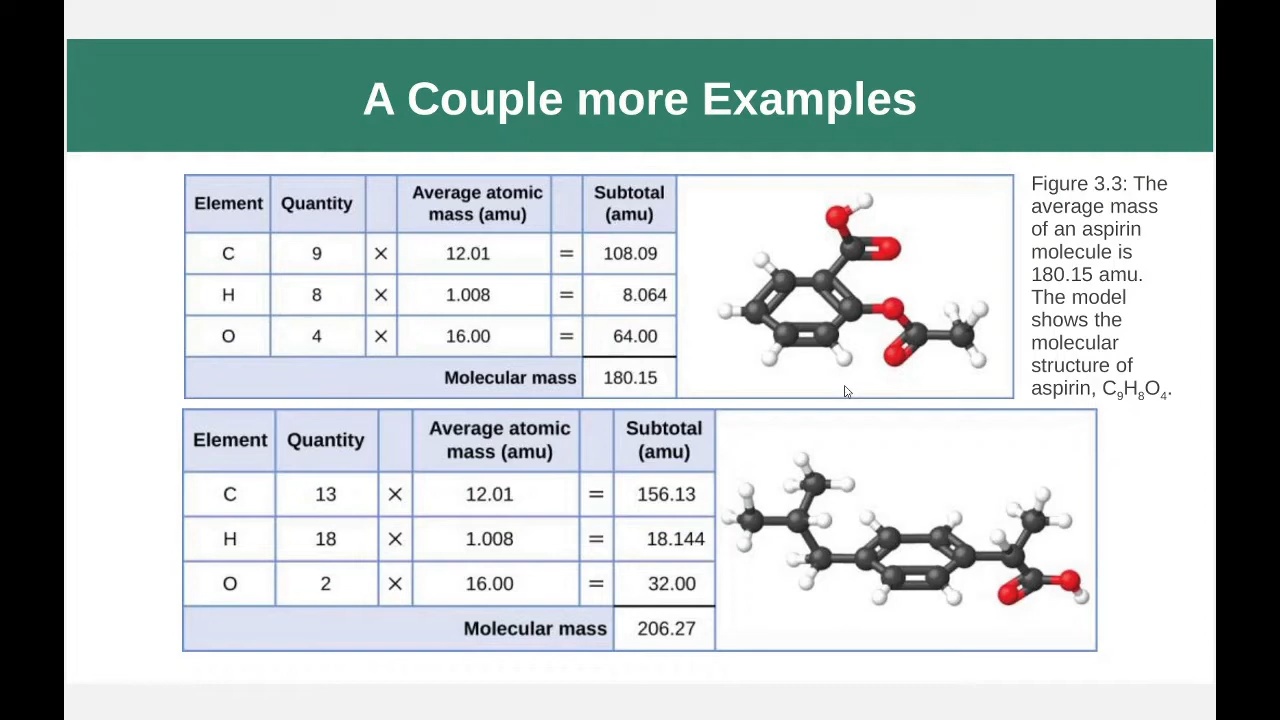 A Couple more Examples
Element Quantity Average atomic mass (amu) Subtotal (amu)
C 9 × 12.01 = 108.09
H 8 × 1.008 = 8.064
O 4 × 16.00 = 64.00
Molecular mass 180.15
Figure 3.3: The
average mass
of an aspirin
molecule is
180.15 amu.
The model
shows the
molecular
structure of
aspirin, C₉H₈O₄.
Element Quantity Average atomic mass (amu) Subtotal (amu)
C 13 × 12.01 = 156.13
H 18 × 1.008 = 18.144
O 2 × 16.00 = 32.00
Molecular mass 206.27